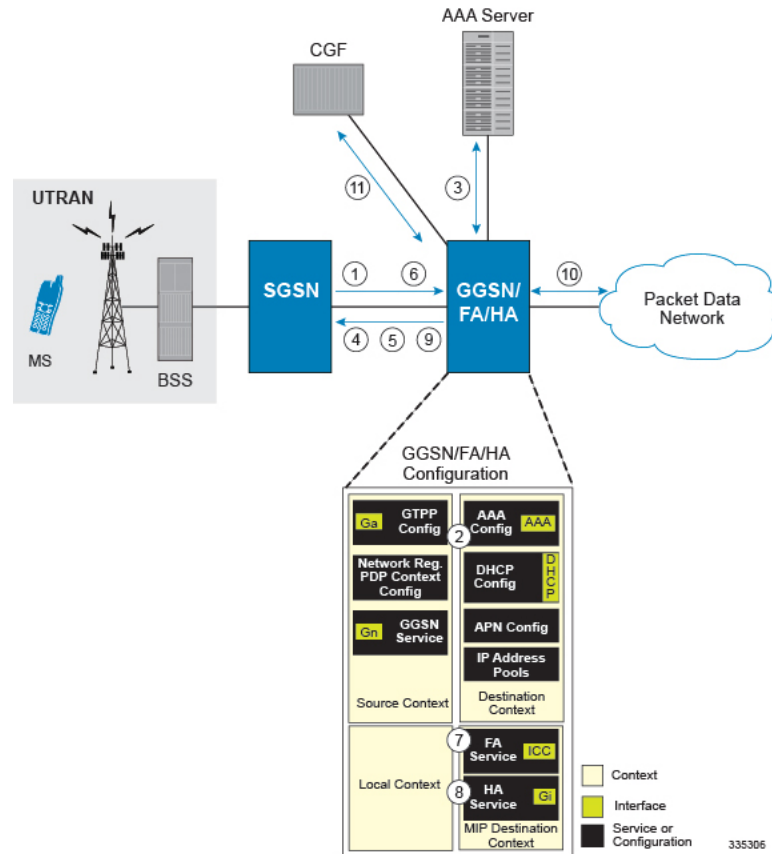 AAA Server
CGF
11
3
UTRAN
SGSN
1
6
GGSN/
FA/HA
10
Packet Data
Network
4
5
9
MS
BSS
GGSN/FA/HA
Configuration
Ga
GTPP
Config
AAA
Config
AAA
2
Network Reg.
PDP Context
Config
DHCP
Config
D
H
C
P
Gn
GGSN
Service
APN Config
IP Address
Pools
Source Context
Destination
Context
7
FA
Service
ICC
Local Context
8
HA
Service
Gi
MIP Destination
Context
Context
Interface
Service or
Configuration
335306